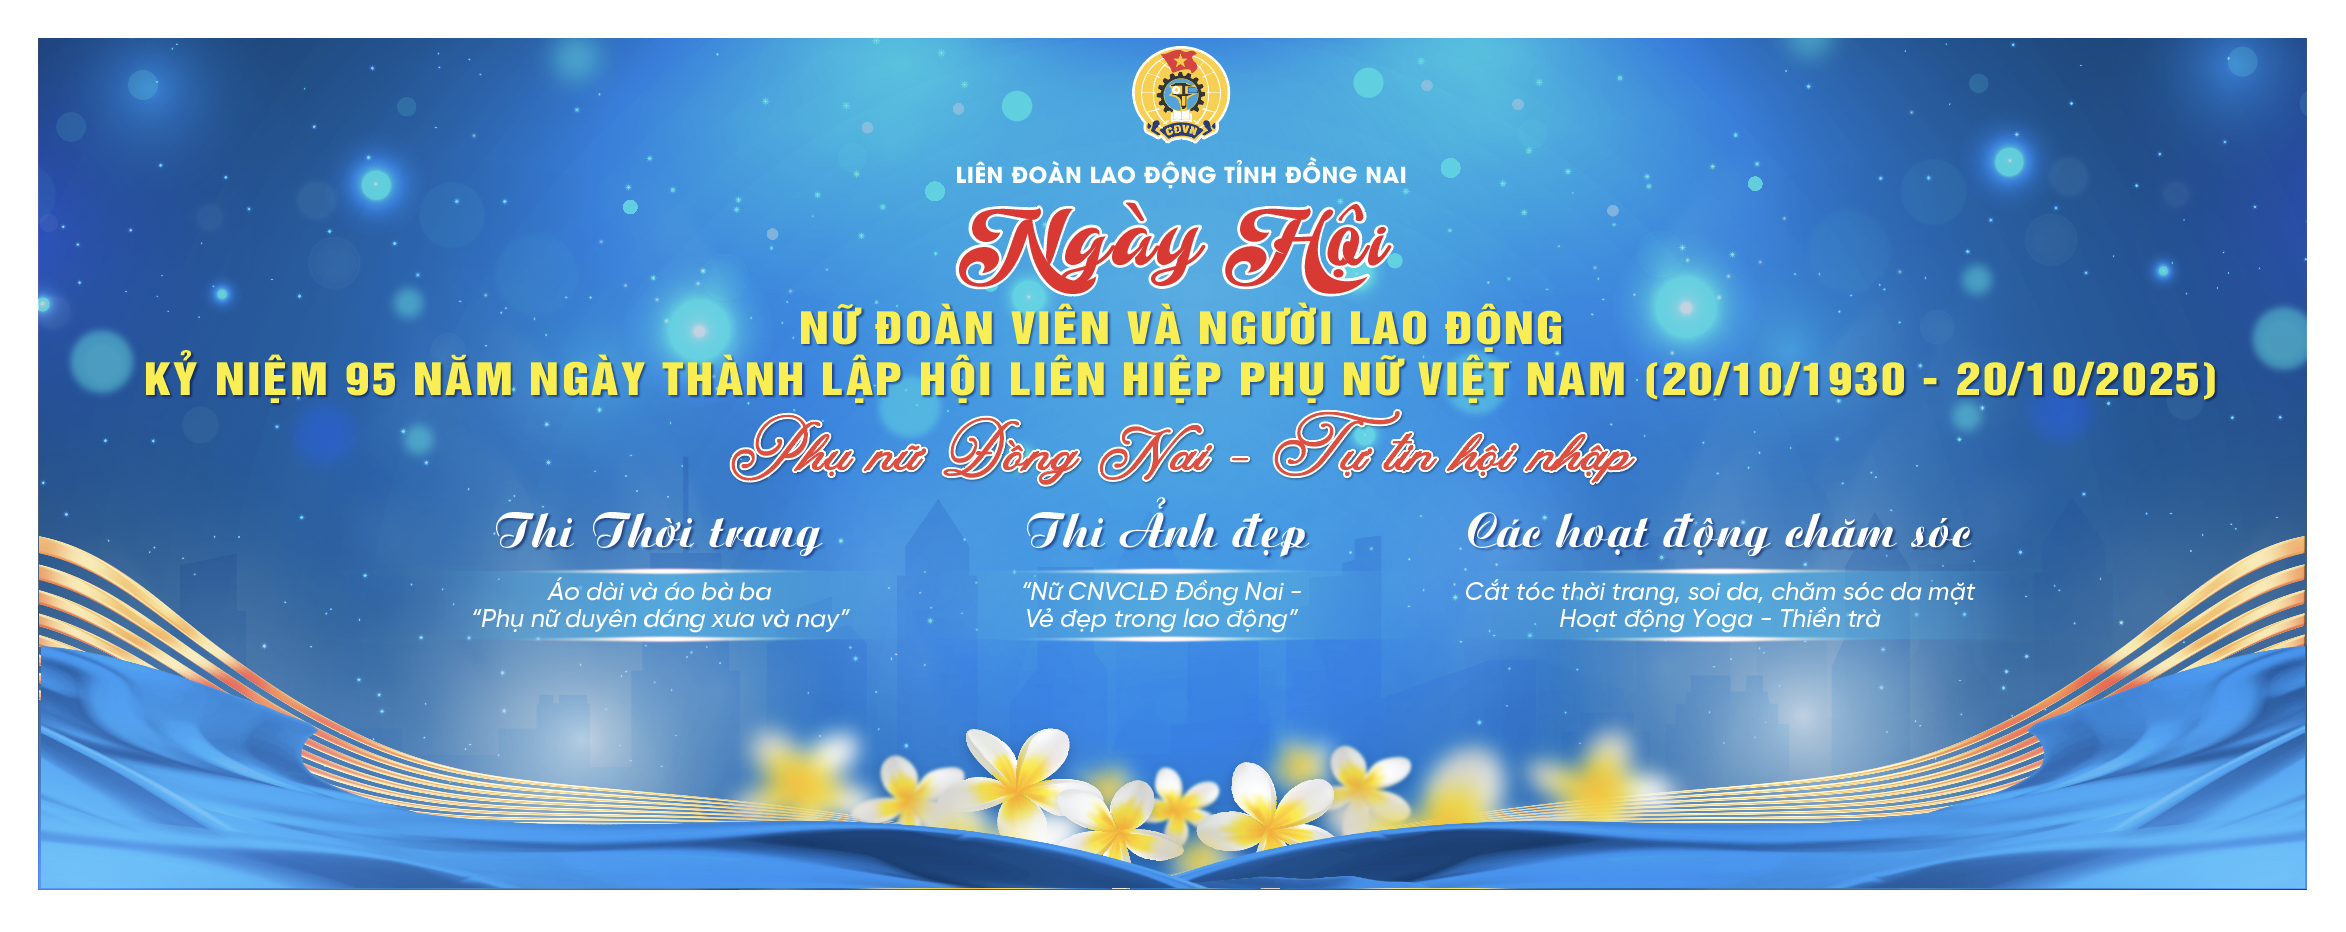 CĐVN
LIÊN ĐOÀN LAO ĐỘNG TỈNH ĐỒNG NAI
Ngày Hội
NỮ ĐOÀN VIÊN VÀ NGƯỜI LAO ĐỘNG
KỶ NIỆM 95 NĂM NGÀY THÀNH LẬP HỘI LIÊN HIỆP PHỤ NỮ VIỆT NAM (20/10/1930 - 20/10/2025)
Phụ nữ Đồng Nai - Tự tin hội nhập
Thi Thời trang
Áo dài và áo bà ba
“Phụ nữ duyên dáng xưa và nay”
Thi Ảnh đẹp
“Nữ CNVCLĐ Đồng Nai -
Vẻ đẹp trong lao động”
Các hoạt động chăm sóc
Cắt tóc thời trang, soi da, chăm sóc da mặt
Hoạt động Yoga - Thiền trà